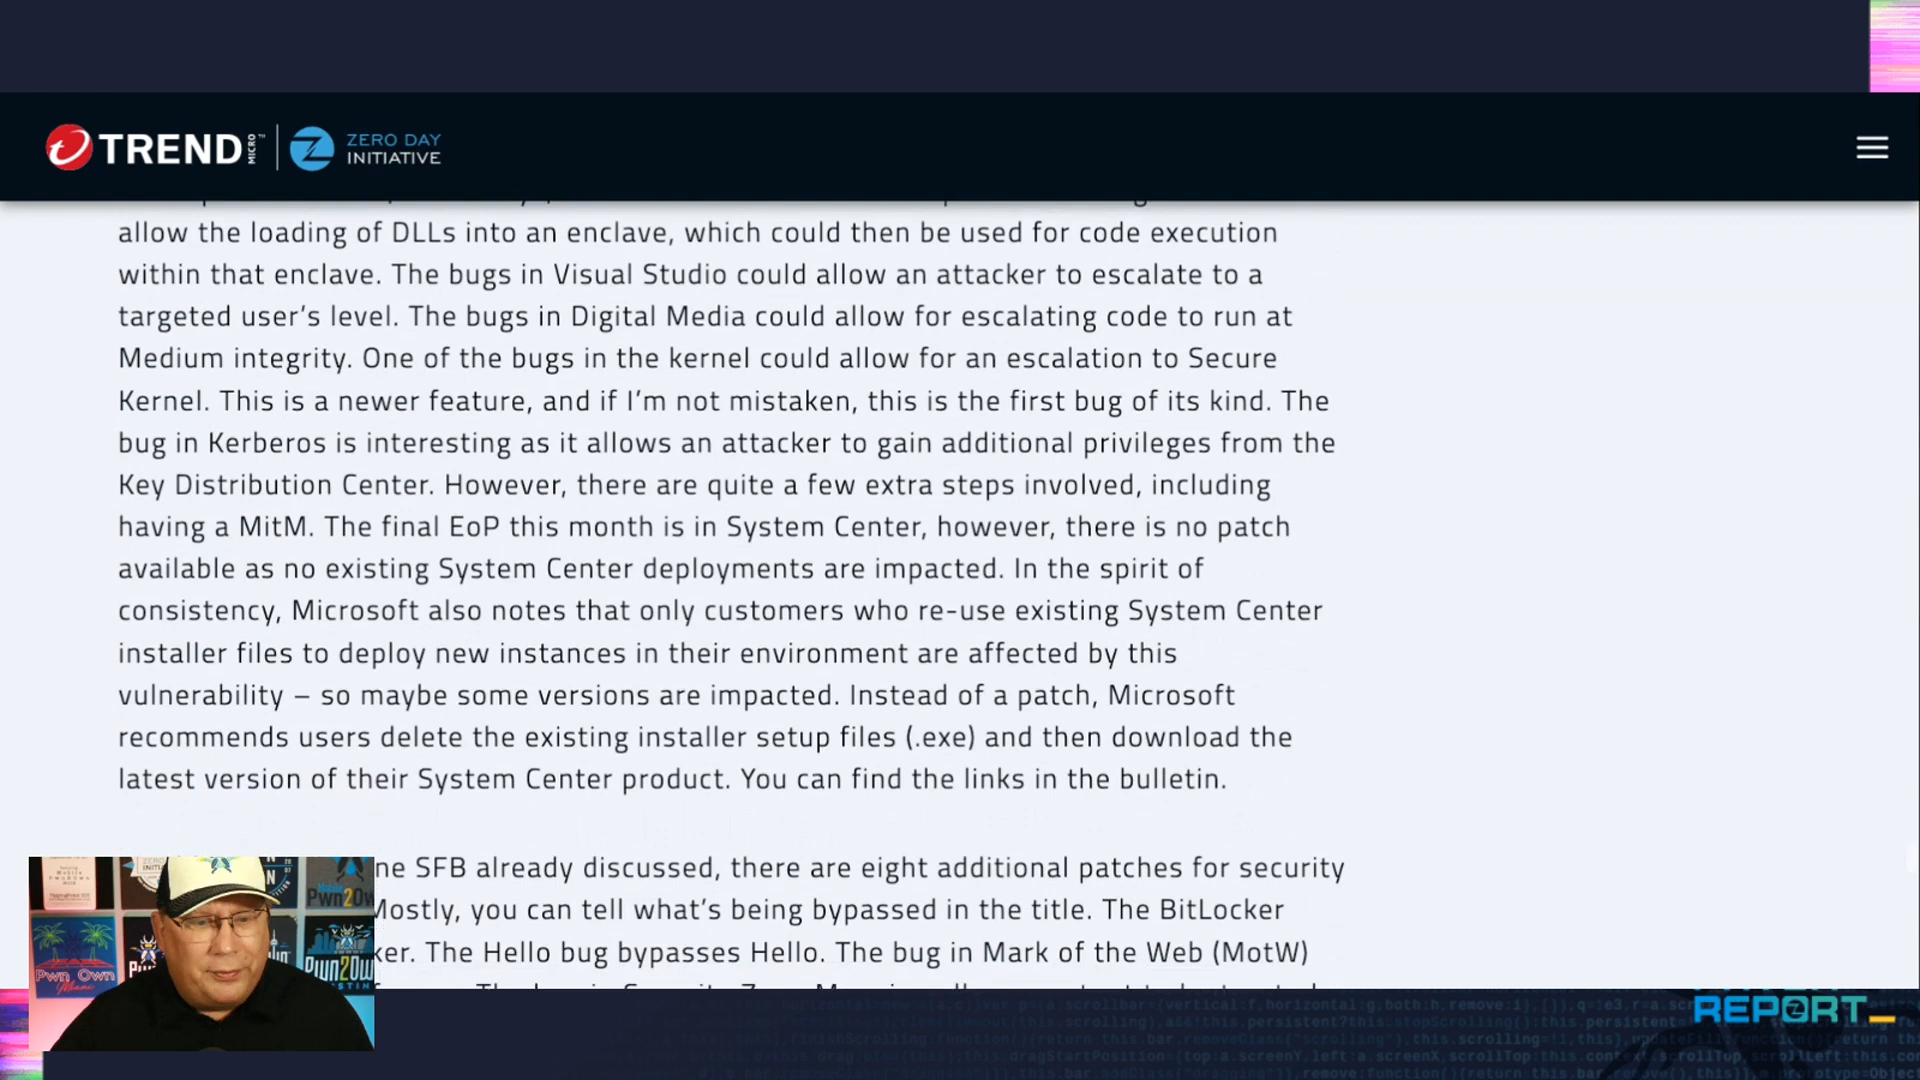 TREND MICRO™ | ZERO DAY INITIATIVE
allow the loading of DLLs into an enclave, which could then be used for code execution
within that enclave. The bugs in Visual Studio could allow an attacker to escalate to a
targeted user’s level. The bugs in Digital Media could allow for escalating code to run at
Medium integrity. One of the bugs in the kernel could allow for an escalation to Secure
Kernel. This is a newer feature, and if I’m not mistaken, this is the first bug of its kind. The
bug in Kerberos is interesting as it allows an attacker to gain additional privileges from the
Key Distribution Center. However, there are quite a few extra steps involved, including
having a MitM. The final EoP this month is in System Center, however, there is no patch
available as no existing System Center deployments are impacted. In the spirit of
consistency, Microsoft also notes that only customers who re-use existing System Center
installer files to deploy new instances in their environment are affected by this
vulnerability – so maybe some versions are impacted. Instead of a patch, Microsoft
recommends users delete the existing installer setup files (.exe) and then download the
latest version of their System Center product. You can find the links in the bulletin.
ne SFB already discussed, there are eight additional patches for security
Mostly, you can tell what’s being bypassed in the title. The BitLocker
ker. The Hello bug bypasses Hello. The bug in Mark of the Web (MotW)
Pwn2Own
Pwn Own
Miami
Pwn2Ow
REPORT_